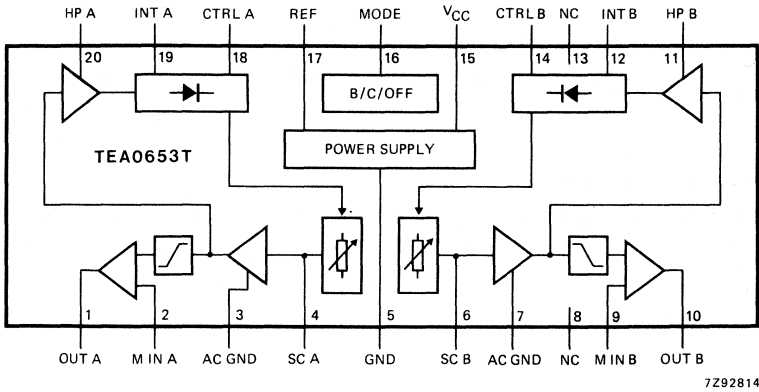 HP A INT A CTRL A REF MODE VCC CTRL B NC INT B HP B
20 19 18 17 16 15 14 13 12 11
B/C/OFF
TEA0653T
POWER SUPPLY
1 2 3 4 5 6 7 8 9 10
OUT A M IN A AC GND SC A GND SC B AC GND NC M IN B OUT B
7Z92814